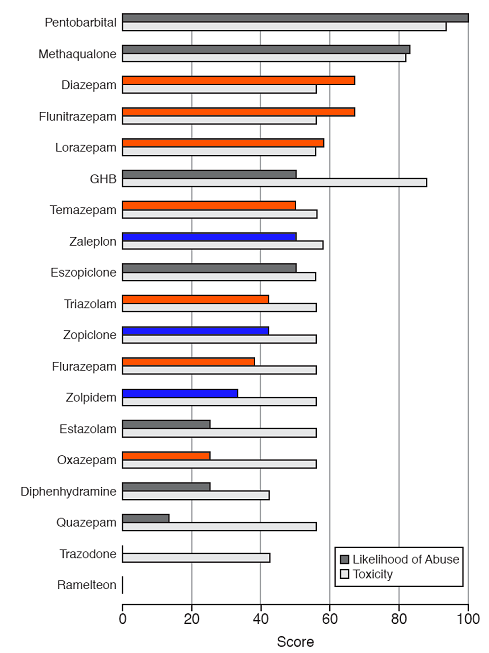 Pentobarbital
Methaqualone
Diazepam
Flunitrazepam
Lorazepam
GHB
Temazepam
Zaleplon
Eszopiclone
Triazolam
Zopiclone
Flurazepam
Zolpidem
Estazolam
Oxazepam
Diphenhydramine
Quazepam
Trazodone
Ramelteon
Likelihood of Abuse
Toxicity
0 20 40 60 80 100
Score